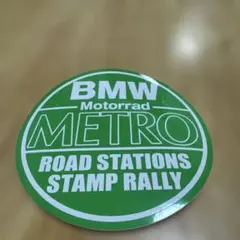 BMW
Motorrad
METRO
ROAD STATIONS
STAMP RALLY